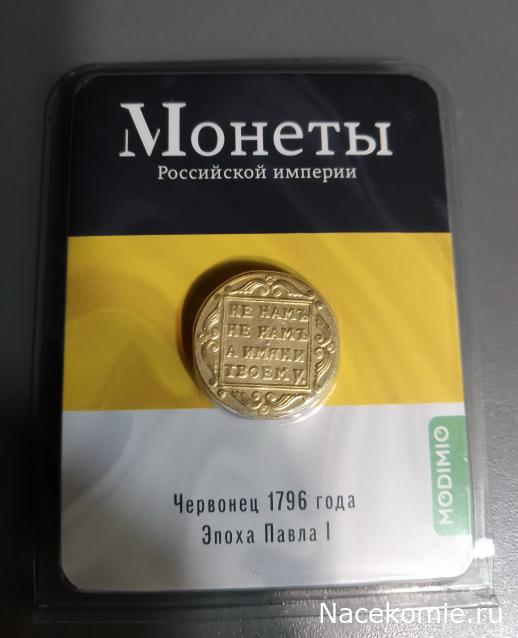 Монеты
Российской империи
НЕ НАМЪ
НЕ НАМЪ
А ИМЯНИ
ТВОЕМУ.
MODIMIO
Червонец 1796 года
Эпоха Павла I
Nacekomie.ru